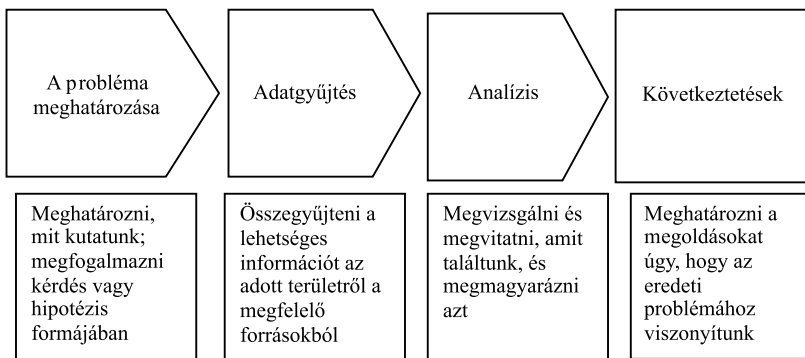 A probléma
meghatározása
Adatgyűjtés
Analízis
Következtetések
Meghatározni,
mit kutatunk;
megfogalmazni
kérdés vagy
hipotézis
formájában
Összegyűjteni a
lehetséges
információt az
adott területről a
megfelelő
forrásokból
Megvizsgálni és
megvitatni, amit
találtunk, és
megmagyarázni
azt
Meghatározni a
megoldásokat
úgy, hogy az
eredeti
problémához
viszonyítunk